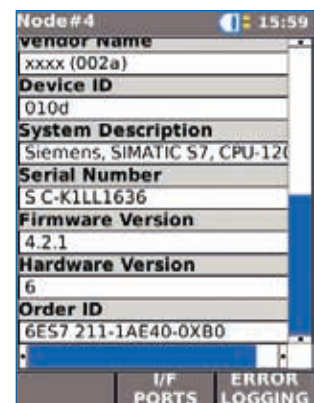 Node#4 15:59
Vendor Name
xxxx (002a)
Device ID
010d
System Description
Siemens, SIMATIC S7, CPU-120
Serial Number
S C-K1LL1636
Firmware Version
4.2.1
Hardware Version
6
Order ID
6ES7 211-1AE40-0XB0
I/F PORTS
ERROR LOGGING